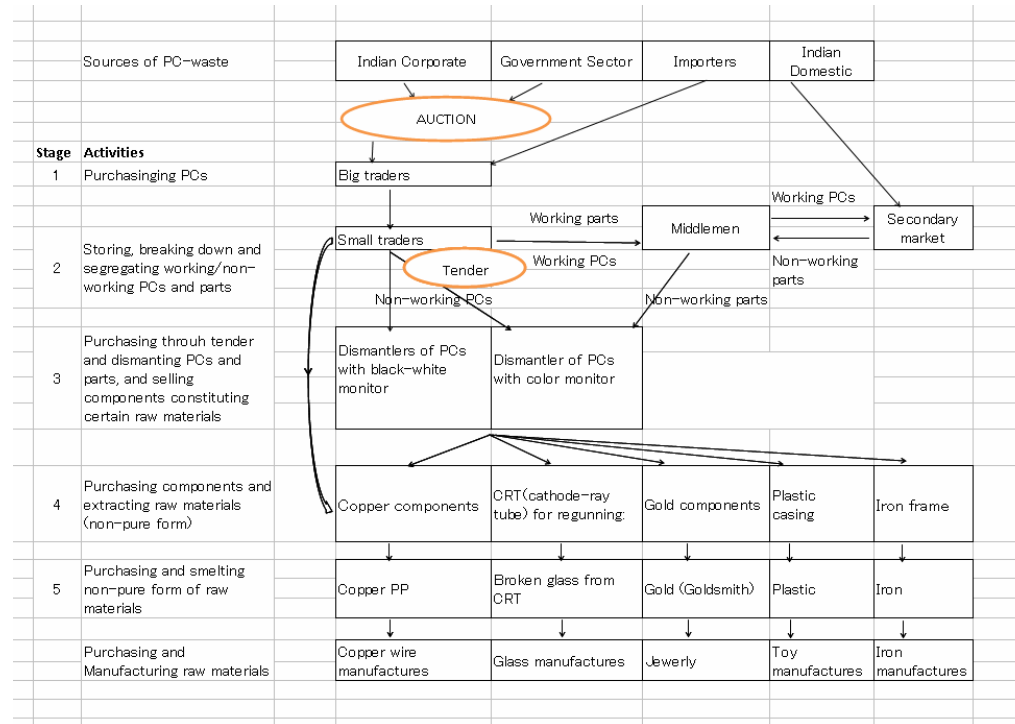 Sources of PC-waste
Indian Corporate
Government Sector
Importers
Indian
Domestic
AUCTION
Stage
Activities
1
Purchasinging PCs
Big traders
Working PCs
2
Storing, breaking down and
segregating working/non-
working PCs and parts
Small traders
Working parts
Middlemen
Secondary
market
Tender
Working PCs
Non-working
parts
Non-working PCs
Non-working parts
3
Purchasing throuh tender
and dismanting PCs and
parts, and selling
components constituting
certain raw materials
Dismantlers of PCs
with black-white
monitor
Dismantler of PCs
with color monitor
4
Purchasing components and
extracting raw materials
(non-pure form)
Copper components
CRT(cathode-ray
tube) for regunning:
Gold components
Plastic
casing
Iron frame
5
Purchasing and smelting
non-pure form of raw
materials
Copper PP
Broken glass from
CRT
Gold (Goldsmith)
Plastic
Iron
Purchasing and
Manufacturing raw materials
Copper wire
manufactures
Glass manufactures
Jewerly
Toy
manufactures
Iron
manufactures